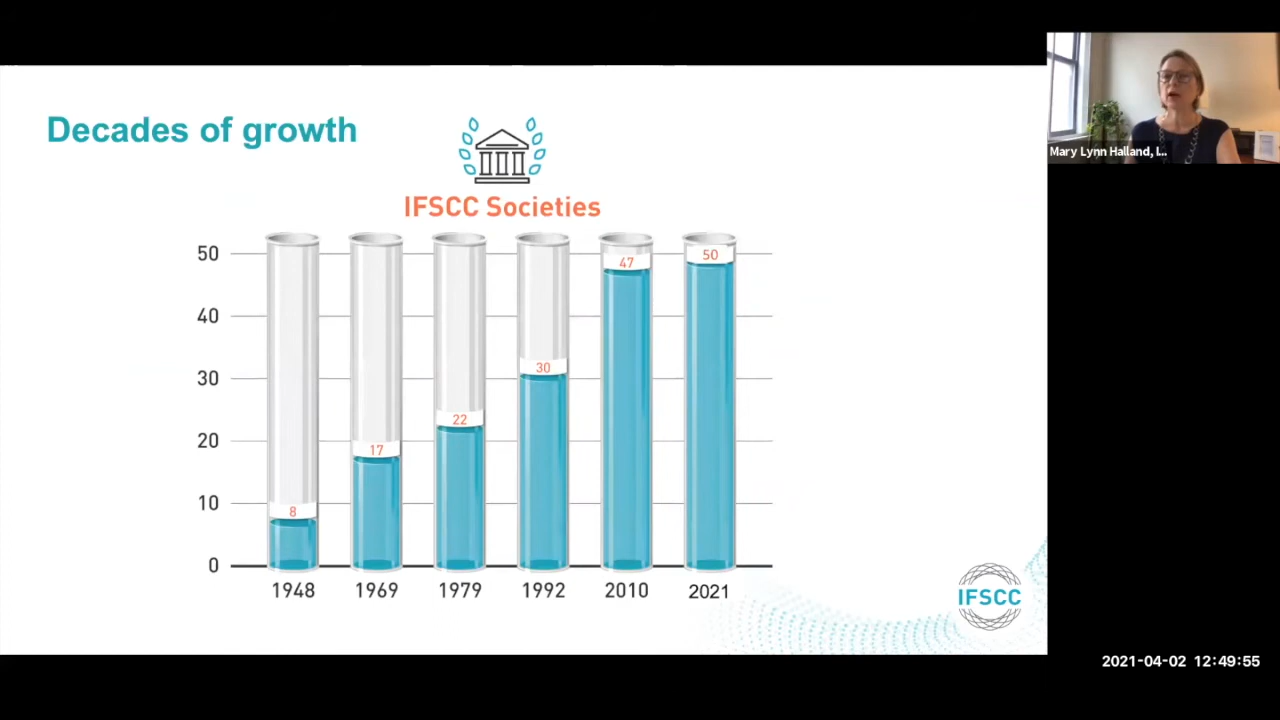 Decades of growth
IFSCC Societies
50
40
30
20
10
0
8
17
22
30
47
50
1948 1969 1979 1992 2010 2021
IFSCC
Mary Lynn Halland, I...
2021-04-02 12:49:55